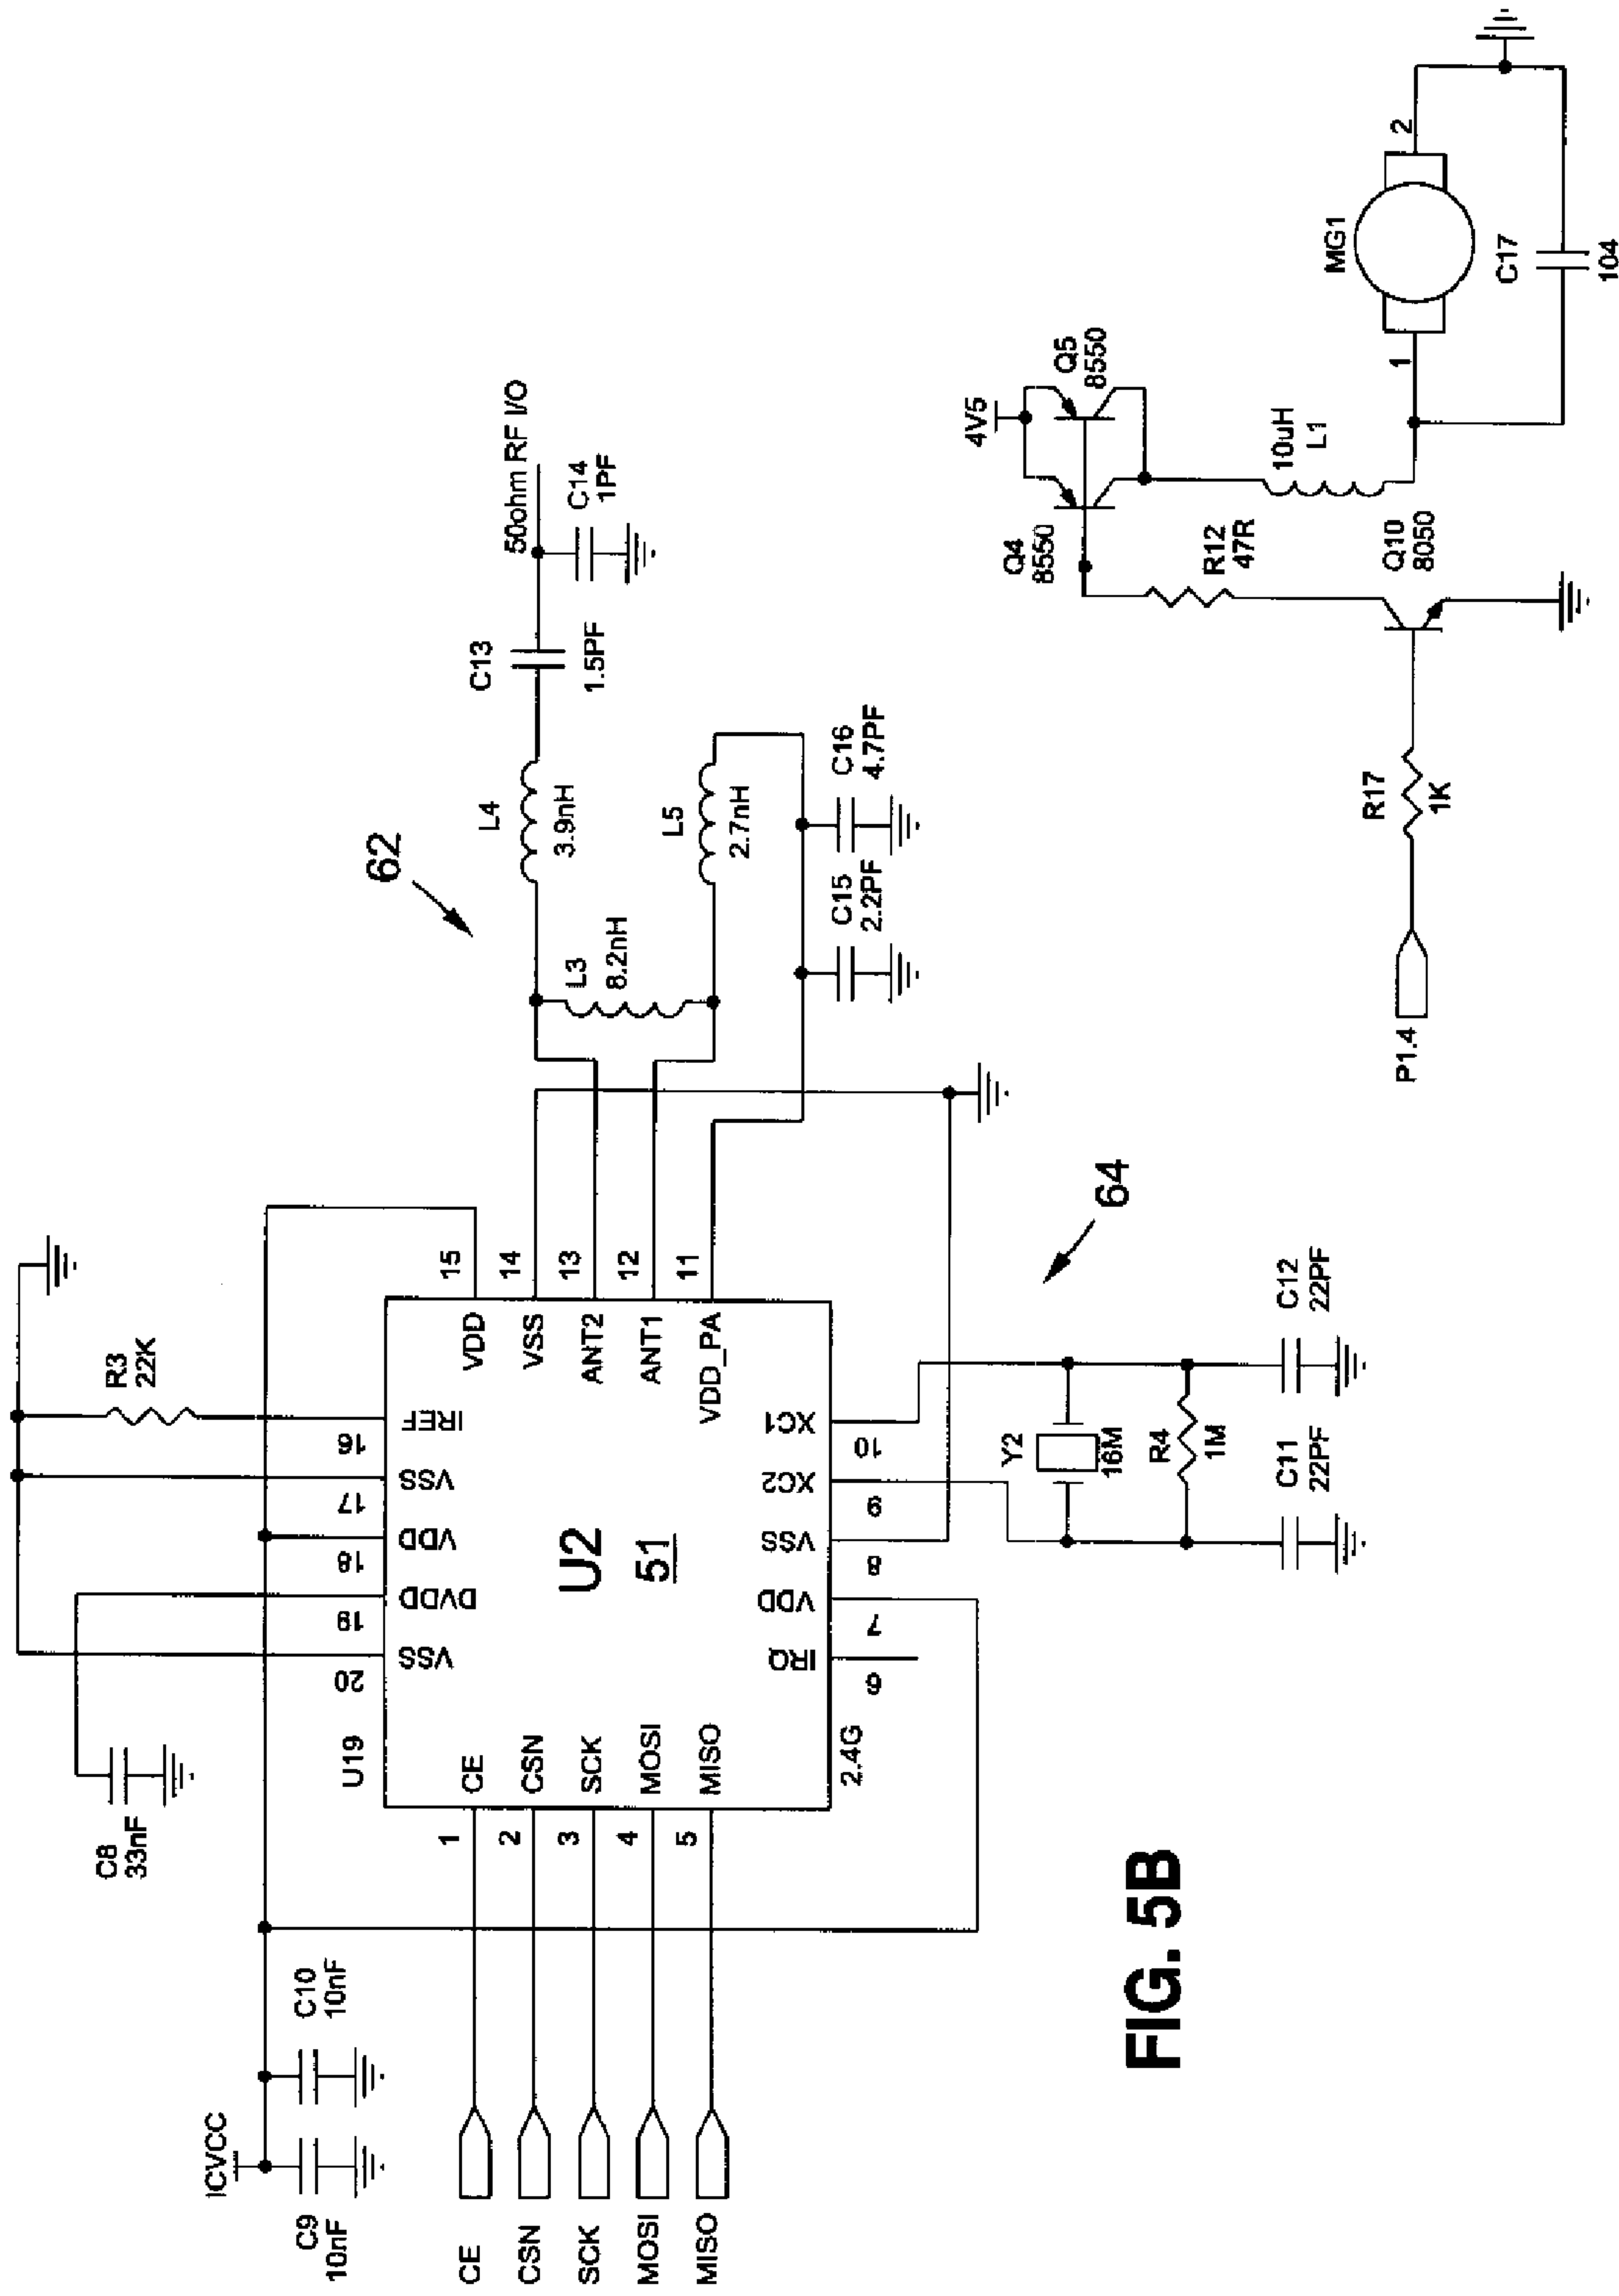 ICVCC
C9
10nF
C10
10nF
C8
33nF
R3
22K
U19
20
19
18
17
16
VSS
DVDD
VDD
VSS
IREF
CE
CSN
SCK
MOSI
MISO
1
2
3
4
5
CE
CSN
SCK
MOSI
MISO
U2
51
VDD
VSS
ANT2
ANT1
VDD_PA
15
14
13
12
11
IRQ
VDD
VSS
XC2
XC1
6
7
8
9
10
2.4G
62
L3
8.2nH
L4
3.9nH
C13
1.5PF
50ohm RF I/O
C14
1PF
L5
2.7nH
C15
2.2PF
C16
4.7PF
64
Y2
16M
R4
1M
C11
22PF
C12
22PF
P1.4
R17
1K
Q10
8050
R12
47R
Q4
8550
4V5
Q5
8550
10uH
L1
1
MG1
2
C17
104
FIG. 5B